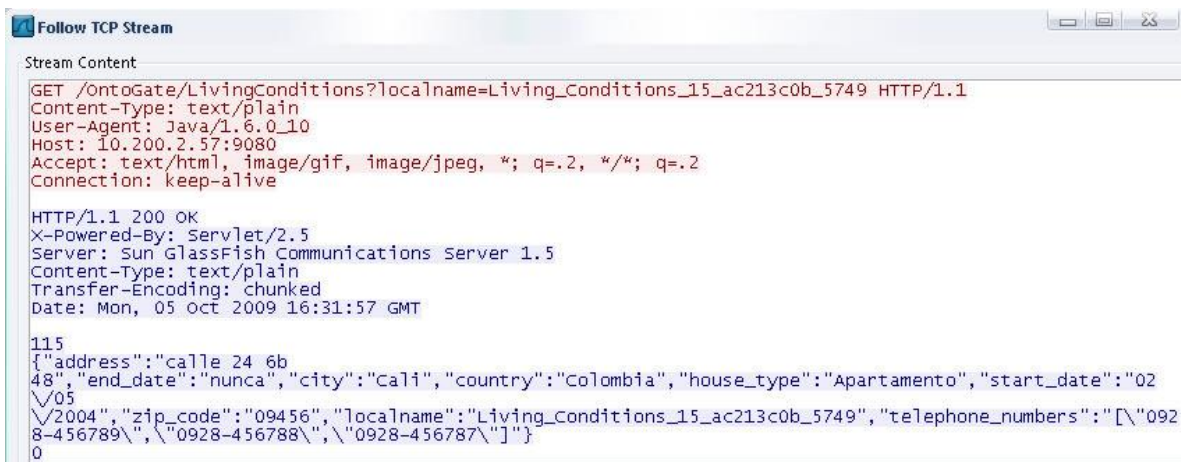 Follow TCP Stream
Stream Content
GET /OntoGate/LivingConditions?localname=Living_Conditions_15_ac213c0b_5749 HTTP/1.1
Content-Type: text/plain
User-Agent: Java/1.6.0_10
Host: 10.200.2.57:9080
Accept: text/html, image/gif, image/jpeg, *; q=.2, */*; q=.2
Connection: keep-alive
HTTP/1.1 200 OK
X-Powered-By: Servlet/2.5
Server: Sun GlassFish Communications Server 1.5
Content-Type: text/plain
Transfer-Encoding: chunked
Date: Mon, 05 Oct 2009 16:31:57 GMT
115
{"address":"calle 24 6b
48","end_date":"nunca","city":"Cali","country":"Colombia","house_type":"Apartamento","start_date":"02
\/05
\/2004","zip_code":"09456","localname":"Living_Conditions_15_ac213c0b_5749","telephone_numbers":"[\"092
8-456789\",\"0928-456788\",\"0928-456787\"]"}
0